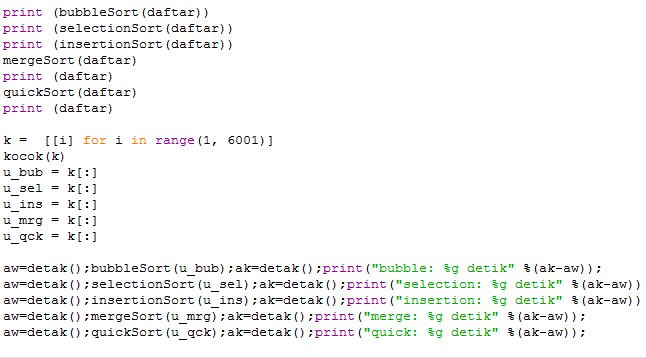 print (bubbleSort(daftar))
print (selectionSort(daftar))
print (insertionSort(daftar))
mergeSort(daftar)
print (daftar)
quickSort(daftar)
print (daftar)
k =  [[i] for i in range(1, 6001)]
kocok(k)
u_bub = k[:]
u_sel = k[:]
u_ins = k[:]
u_mrg = k[:]
u_qck = k[:]
aw=detak();bubbleSort(u_bub);ak=detak();print("bubble: %g detik" %(ak-aw));
aw=detak();selectionSort(u_sel);ak=detak();print("selection: %g detik" %(ak-aw))
aw=detak();insertionSort(u_ins);ak=detak();print("insertion: %g detik" %(ak-aw))
aw=detak();mergeSort(u_mrg);ak=detak();print("merge: %g detik" %(ak-aw));
aw=detak();quickSort(u_qck);ak=detak();print("quick: %g detik" %(ak-aw));